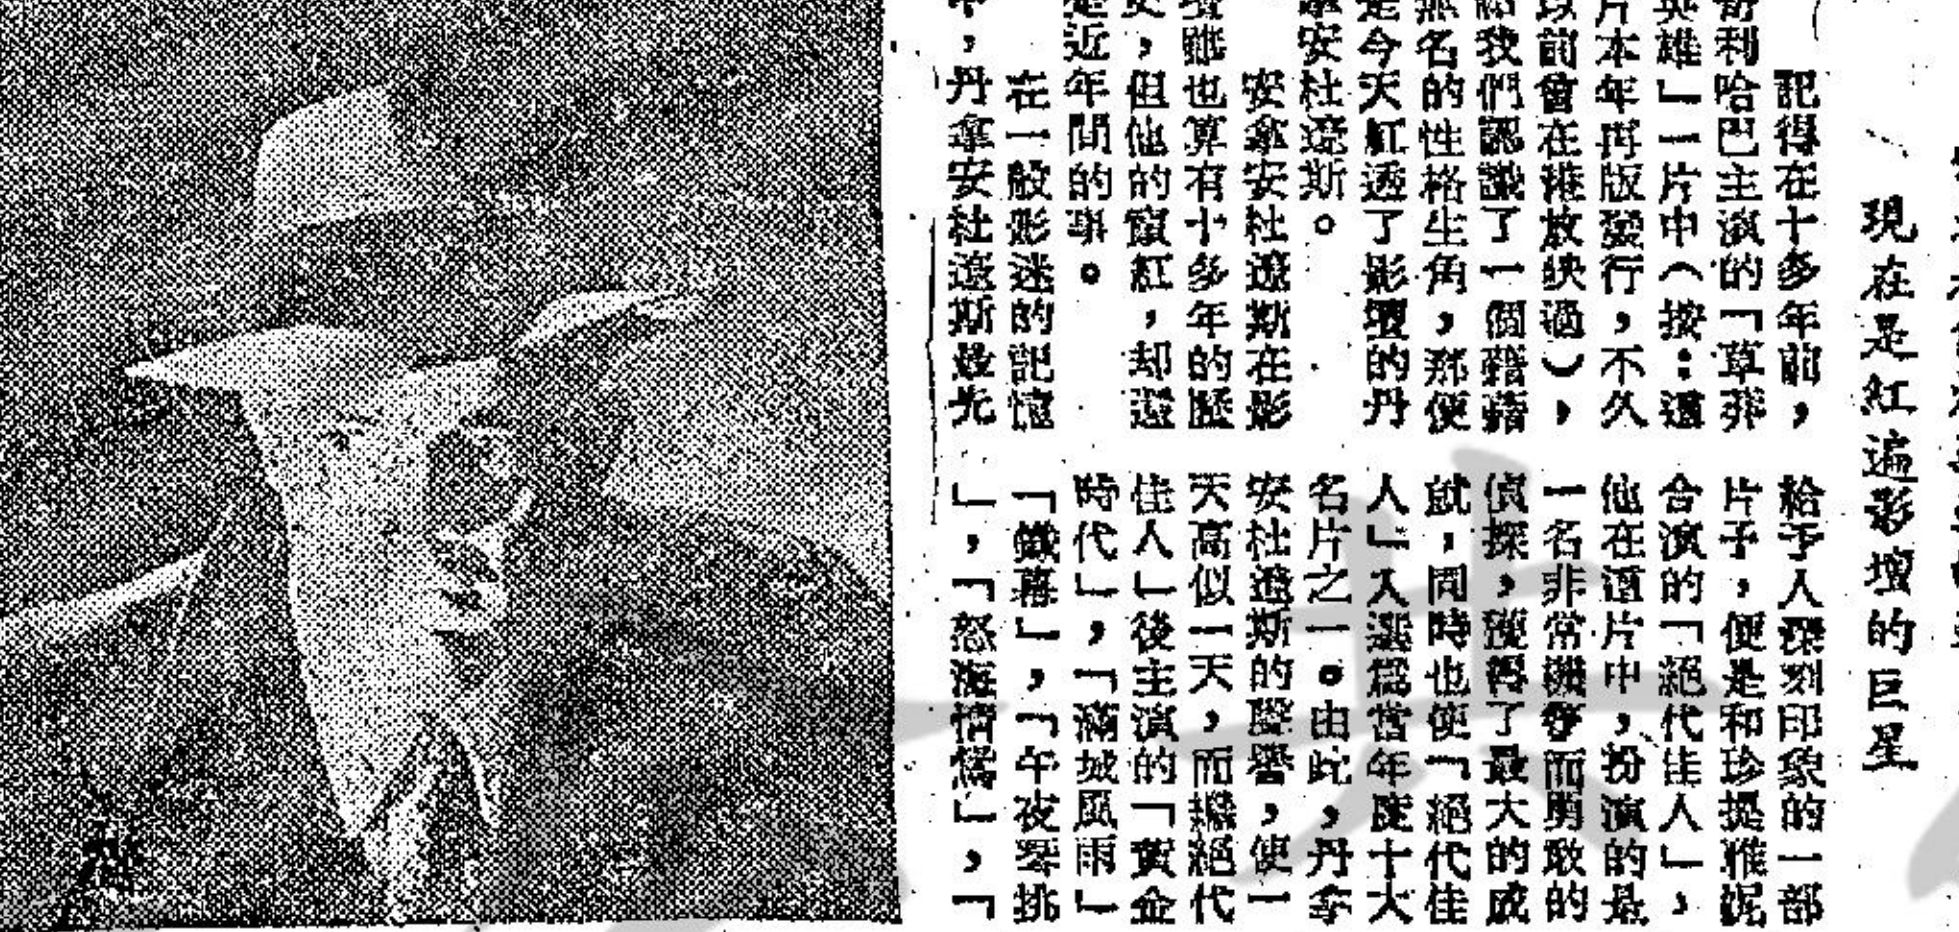 現在是紅遍影壇的巨星
記得在十多年前，
利哈巴主演的「草莽
英雄」一片中（按：這
片本年再版發行，不久
以前曾在港放映過），
給我們認識了一個藉藉
無名的性格生角，那便
是今天紅透了影壇的丹
拿安杜遼斯。
安拿安杜遼斯在影
壇雖也算有十多年的歷
史，但他的竄紅，却還
是近年間的事。
在一般影迷的記憶
中，丹拿安杜遼斯最先
給予人深刻印象的一部
片子，便是和珍提雅妮
合演的「絕代佳人」，
他在這片中，扮演的是
一名非常機警而勇敢的
偵探，獲得了最大的成
就，同時也使「絕代佳
人」入選爲當年度十大
名片之一。由此，丹拿
安杜遼斯的聲譽，使一
天高似一天，而繼絕代
佳人」後主演的「黃金
時代」，「滿城風雨」
「鐵幕」，「午夜琴挑
」，「怒海情鴛」，「